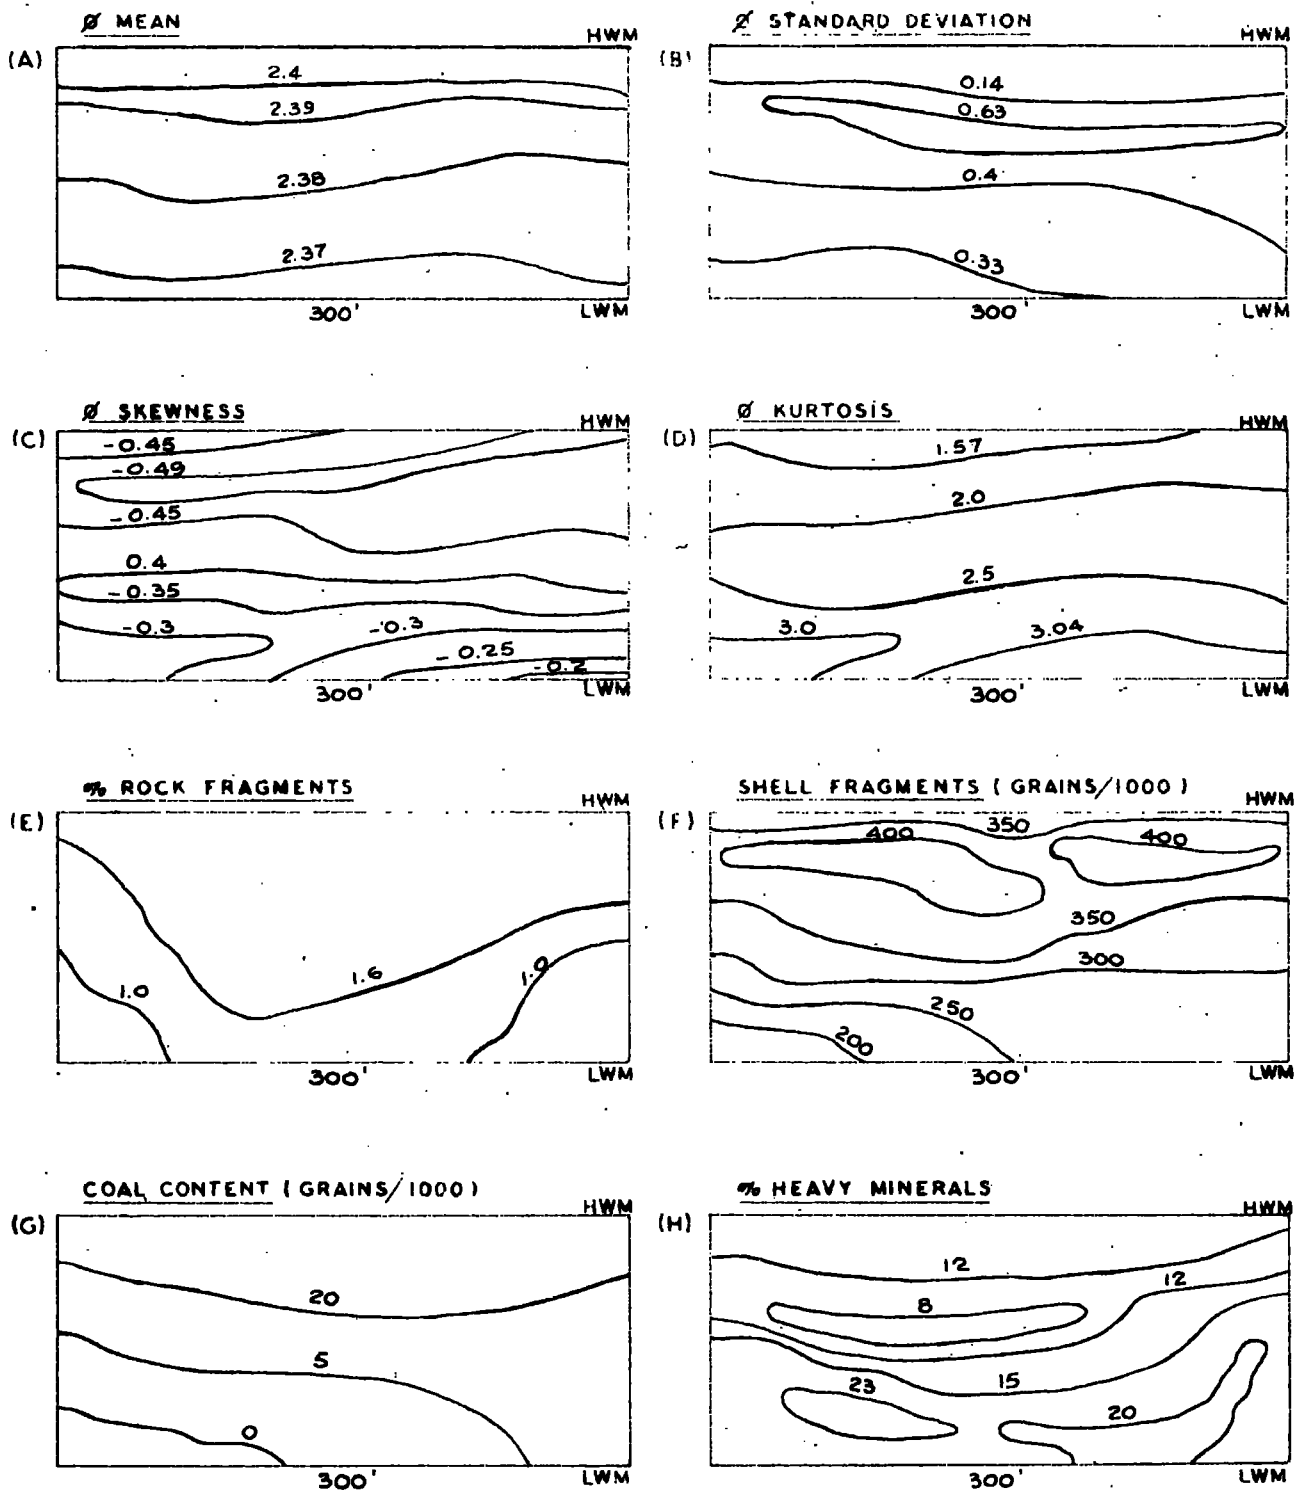 Ø MEAN
HWM
(A)
2.4
2.39
2.38
2.37
300'
LWM
Ø STANDARD DEVIATION
HWM
(B)
0.14
0.63
0.4
0.33
300'
LWM
Ø SKEWNESS
HWM
(C)
-0.45
-0.49
-0.45
0.4
-0.35
-0.3
-0.3
-0.25
-0.2
300'
LWM
Ø KURTOSIS
HWM
(D)
1.57
2.0
2.5
3.0
3.04
300'
LWM
% ROCK FRAGMENTS
HWM
(E)
1.6
1.0
1.0
300'
LWM
SHELL FRAGMENTS (GRAINS/1000)
HWM
(F)
350
400
400
350
300
250
200
300'
LWM
COAL CONTENT (GRAINS/1000)
HWM
(G)
20
5
0
300'
LWM
% HEAVY MINERALS
HWM
(H)
12
12
8
15
23
20
300'
LWM